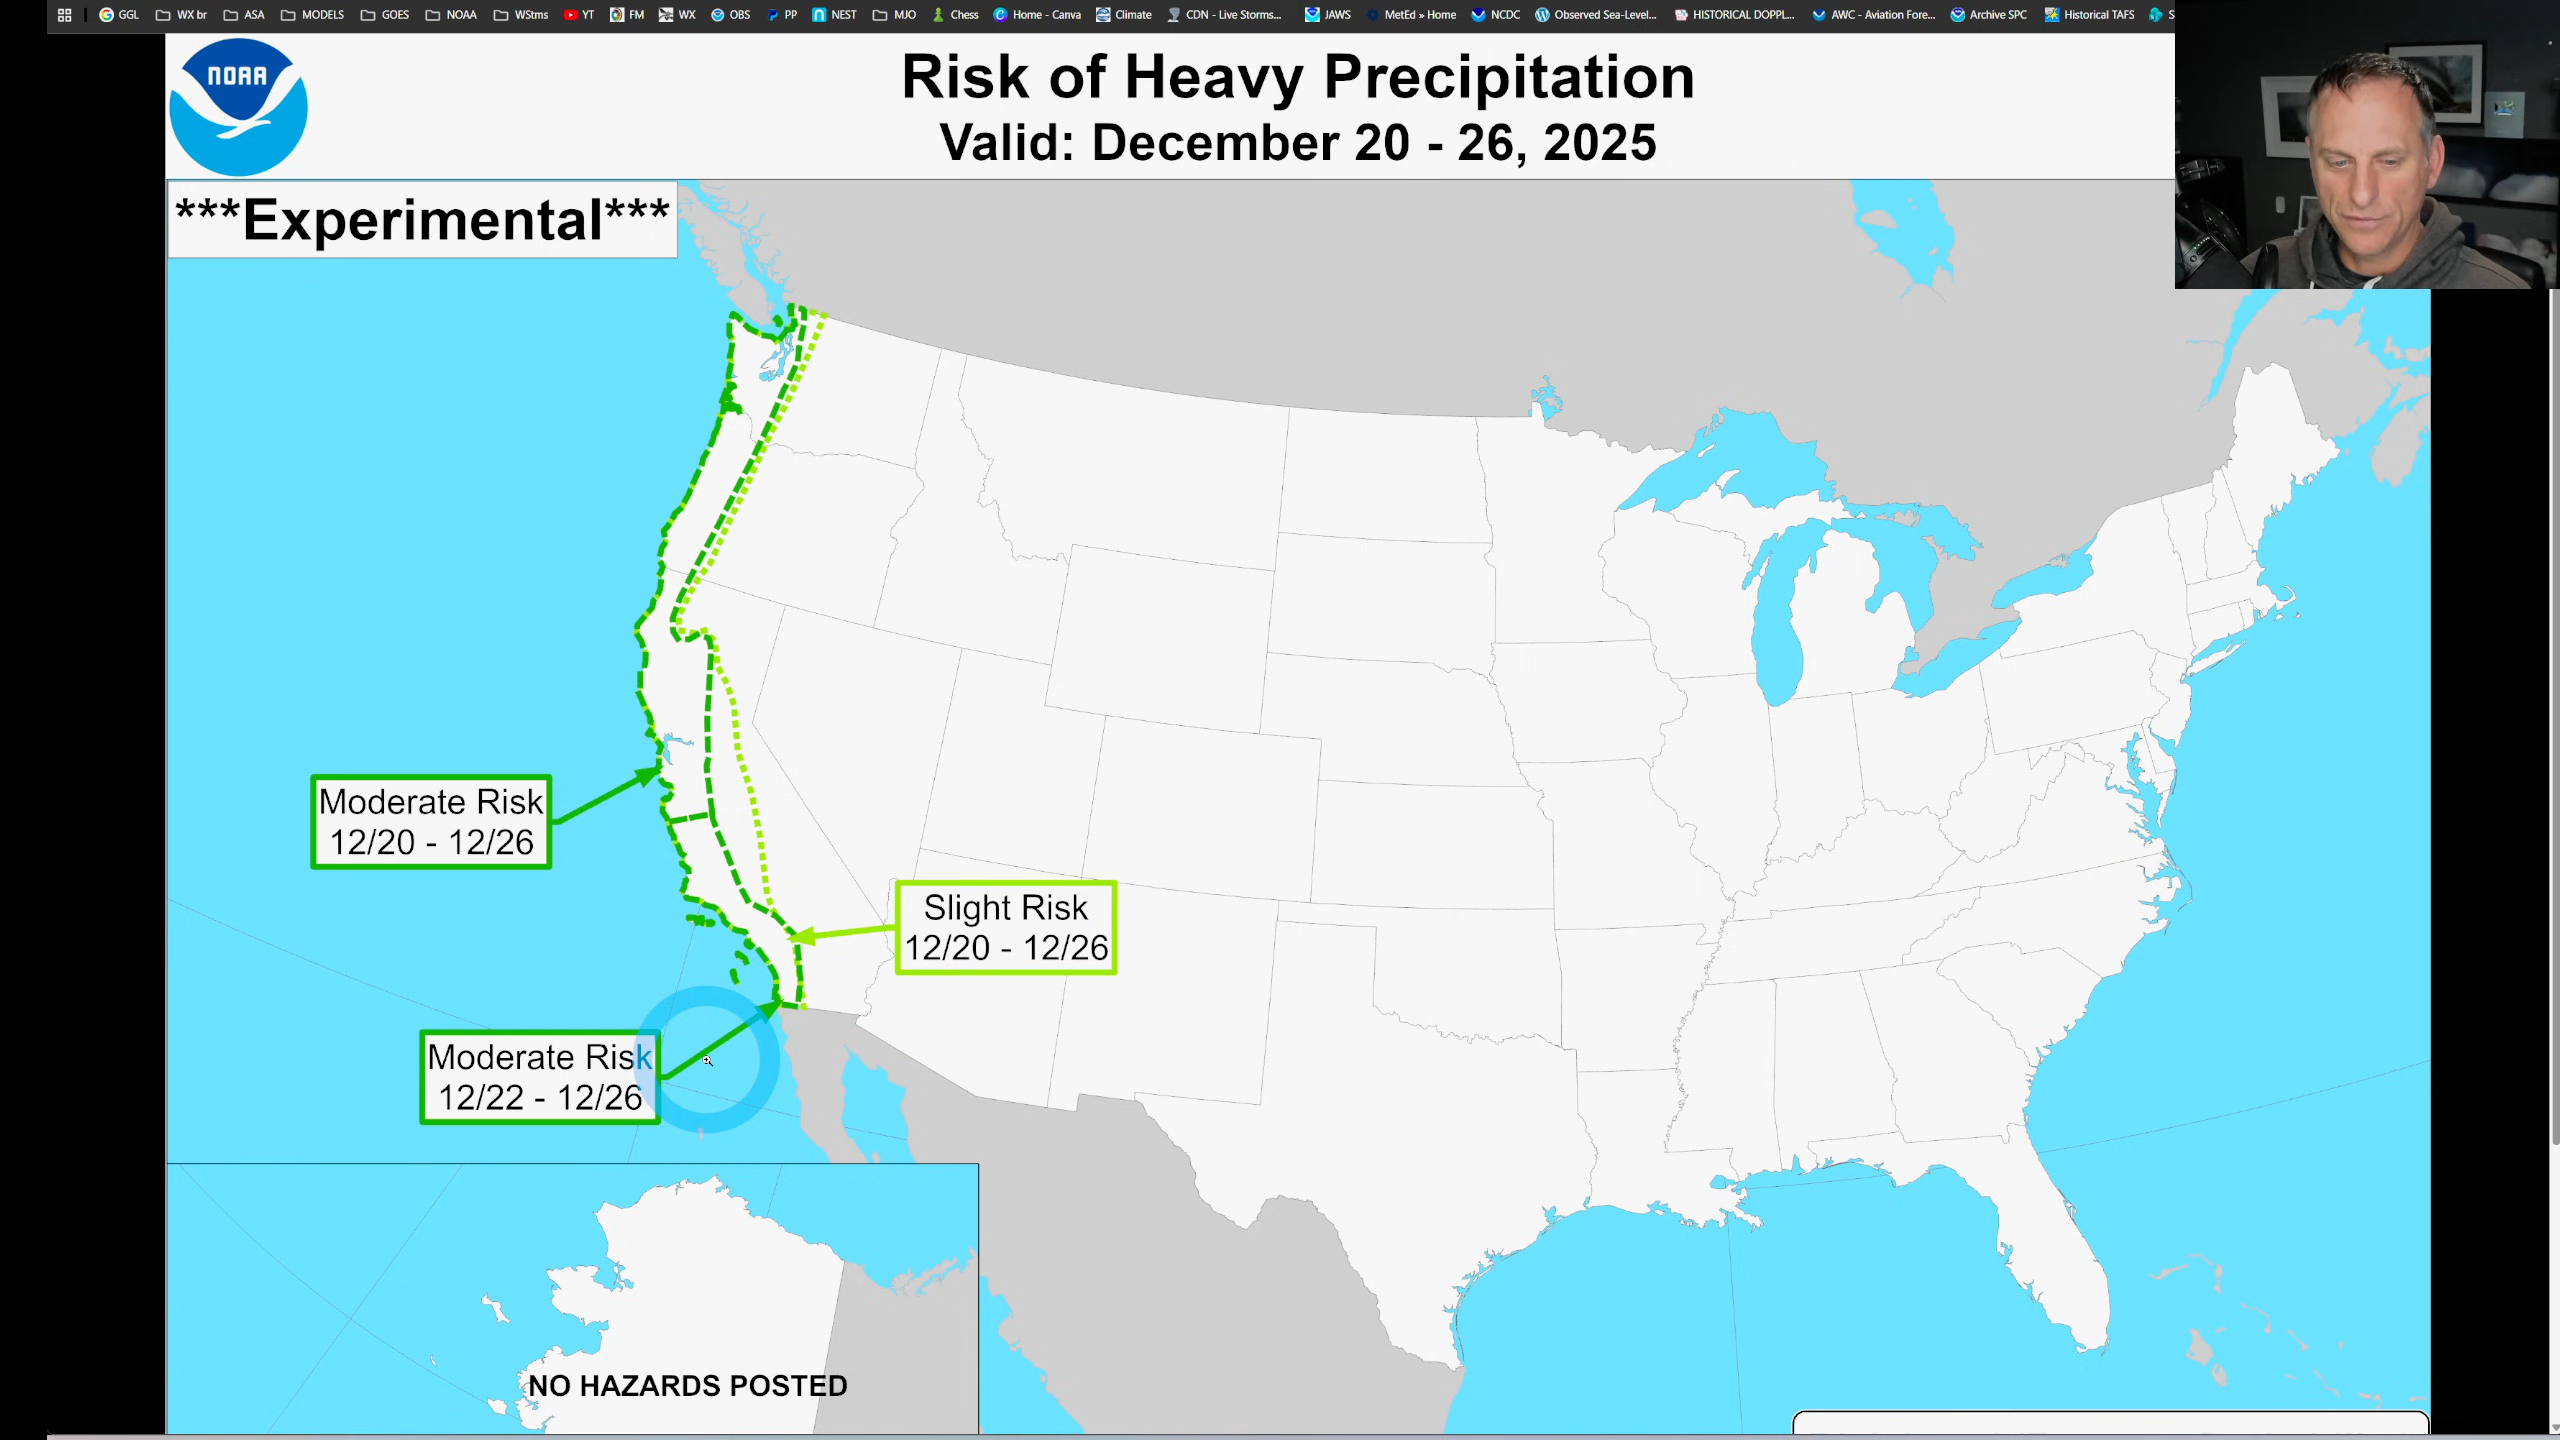 GGL WX br ASA MODELS GOES NOAA WStms YT FM WX OBS PP NEST MJO Chess Home - Canva Climate CDN - Live Storms... JAWS MetEd » Home NCDC Observed Sea-Level... HISTORICAL DOPPL... AWC - Aviation Fore... Archive SPC Historical TAFS S
NOAA
Risk of Heavy Precipitation
Valid: December 20 - 26, 2025
***Experimental***
Moderate Risk
12/20 - 12/26
Slight Risk
12/20 - 12/26
Moderate Risk
12/22 - 12/26
NO HAZARDS POSTED